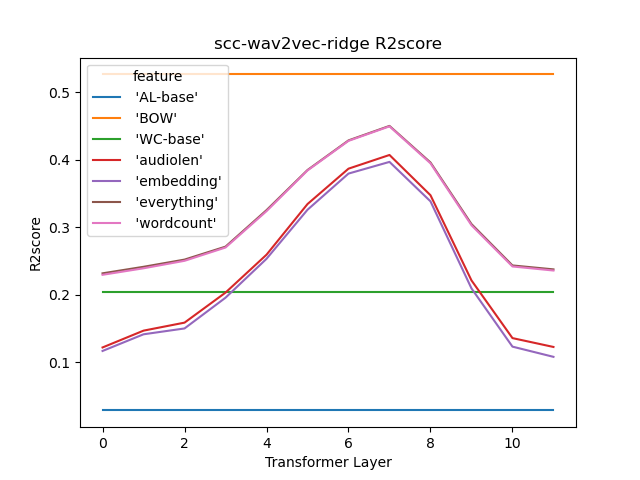 scc-wav2vec-ridge R2score
feature
'AL-base'
'BOW'
'WC-base'
'audiolen'
'embedding'
'everything'
'wordcount'
0.5
0.4
0.3
0.2
0.1
R2score
0 2 4 6 8 10
Transformer Layer